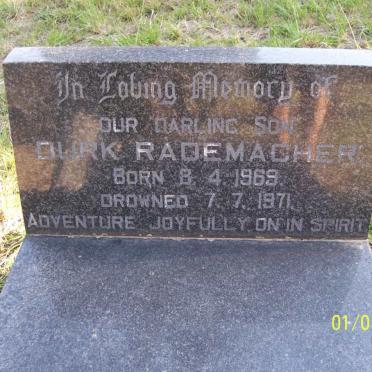 In Loving Memory of
OUR DARLING SON
DURK RADEMACHER
BORN 8.4.1969
DROWNED 7.7.1971.
ADVENTURE JOYFULLY ON IN SPIRIT
01/0